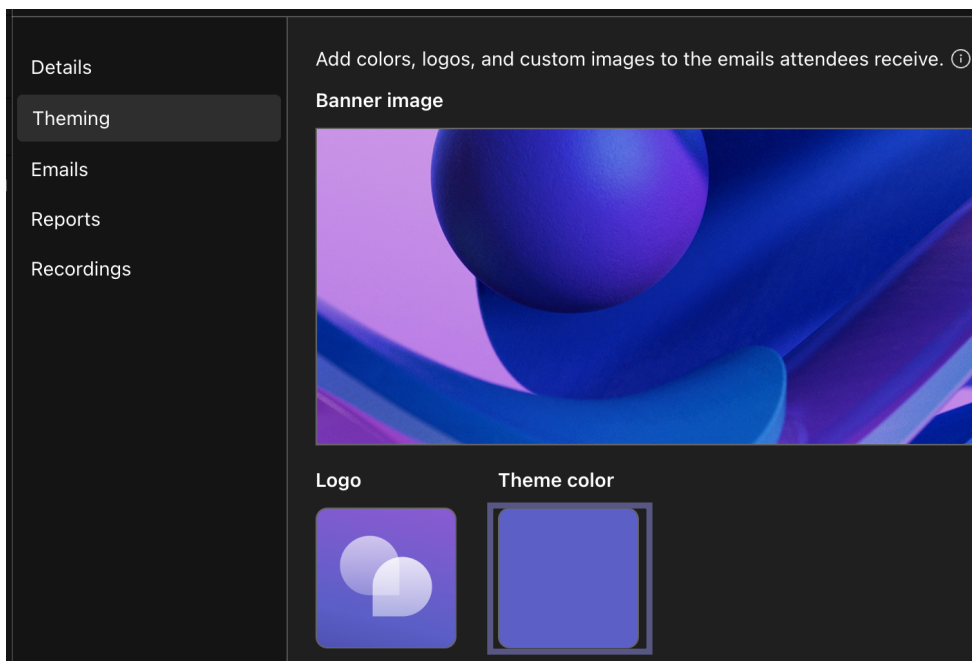 Details
Theming
Emails
Reports
Recordings
Add colors, logos, and custom images to the emails attendees receive.
Banner image
Logo
Theme color